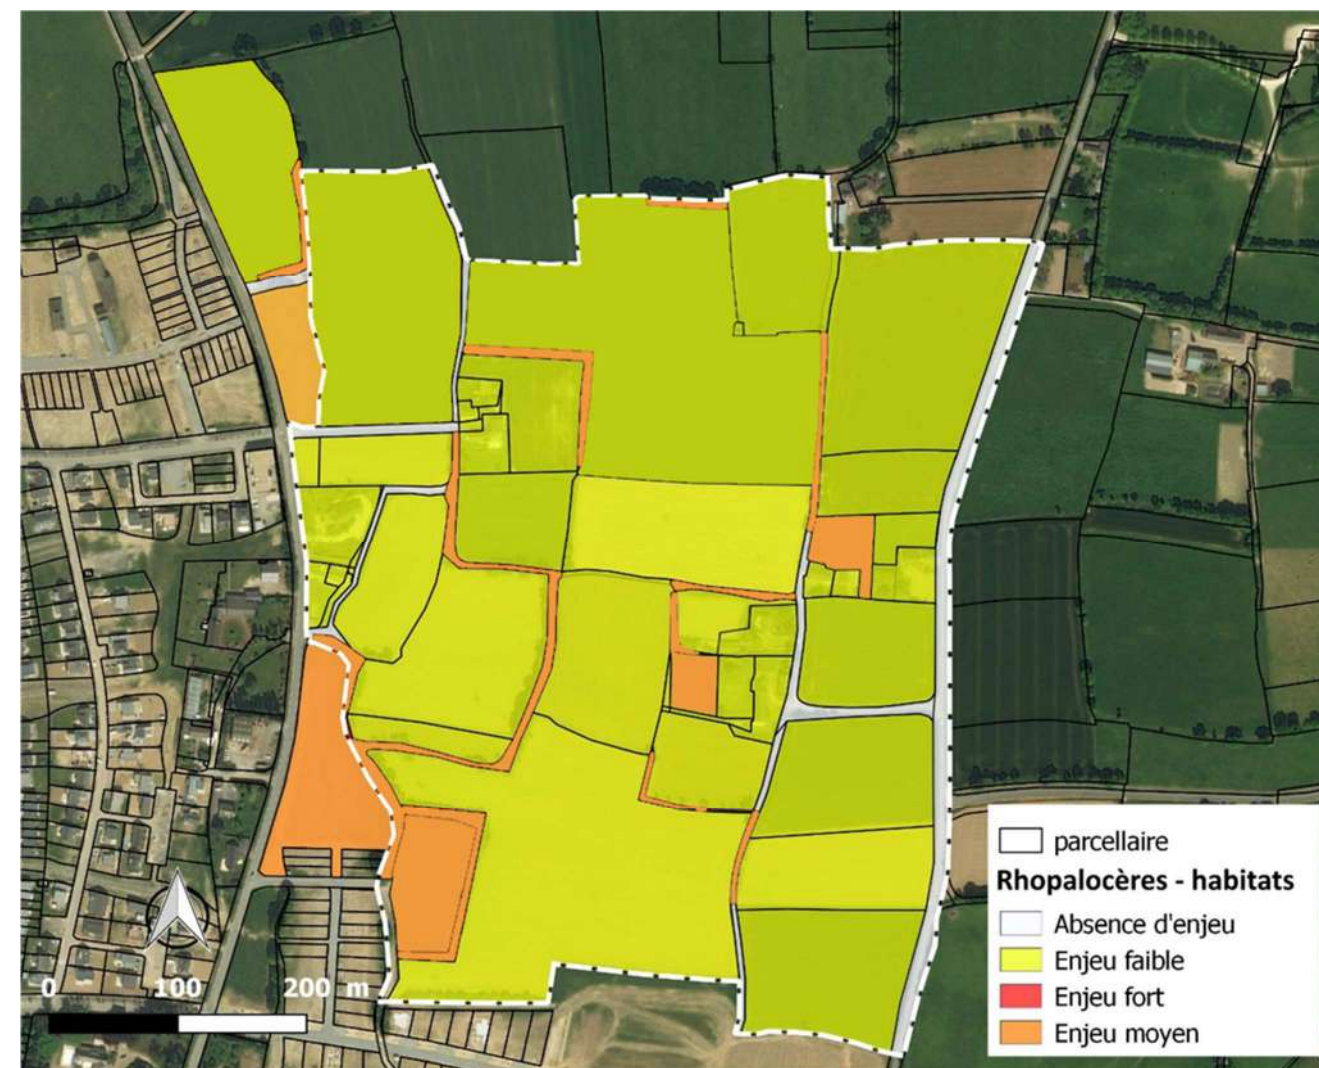 0 100 200 m
parcellaire
Rhopalocères - habitats
Absence d'enjeu
Enjeu faible
Enjeu fort
Enjeu moyen